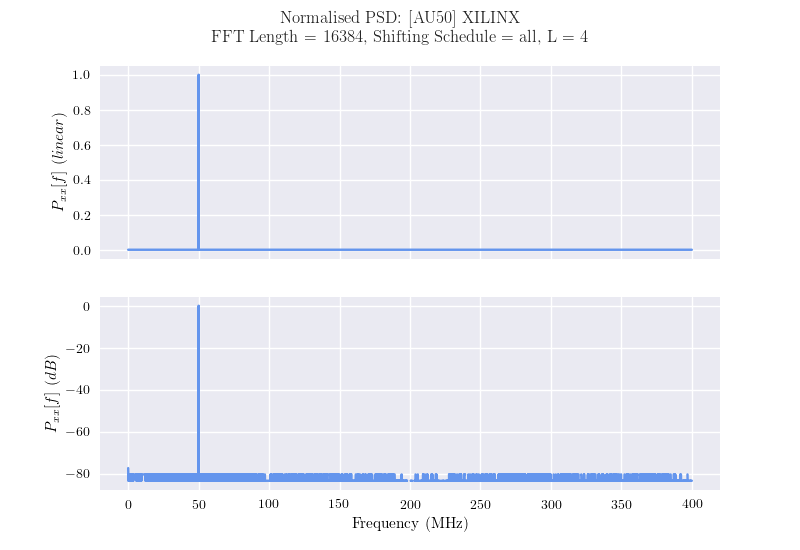 Normalised PSD: [AU50] XILINX
FFT Length = 16384, Shifting Schedule = all, L = 4
1.0
0.8
0.6
0.4
0.2
0.0
P_xx[f] (linear)
0
−20
−40
−60
−80
P_xx[f] (dB)
0 50 100 150 200 250 300 350 400
Frequency (MHz)